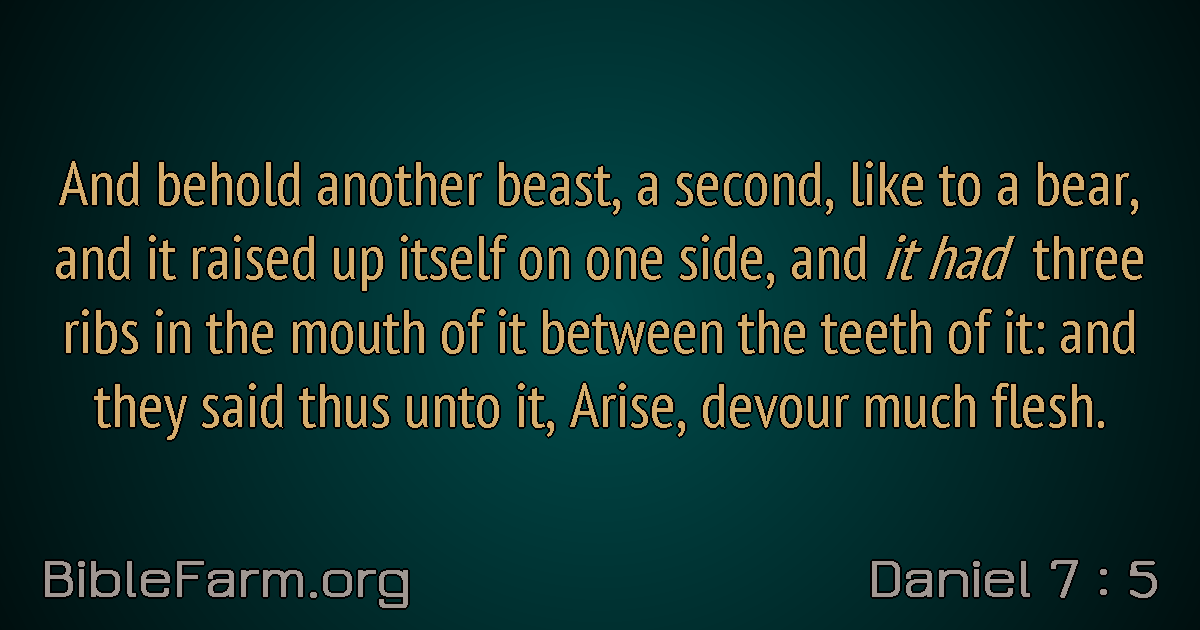 And behold another beast, a second, like to a bear,
and it raised up itself on one side, and it had three
ribs in the mouth of it between the teeth of it: and
they said thus unto it, Arise, devour much flesh.
BibleFarm.org
Daniel 7 : 5